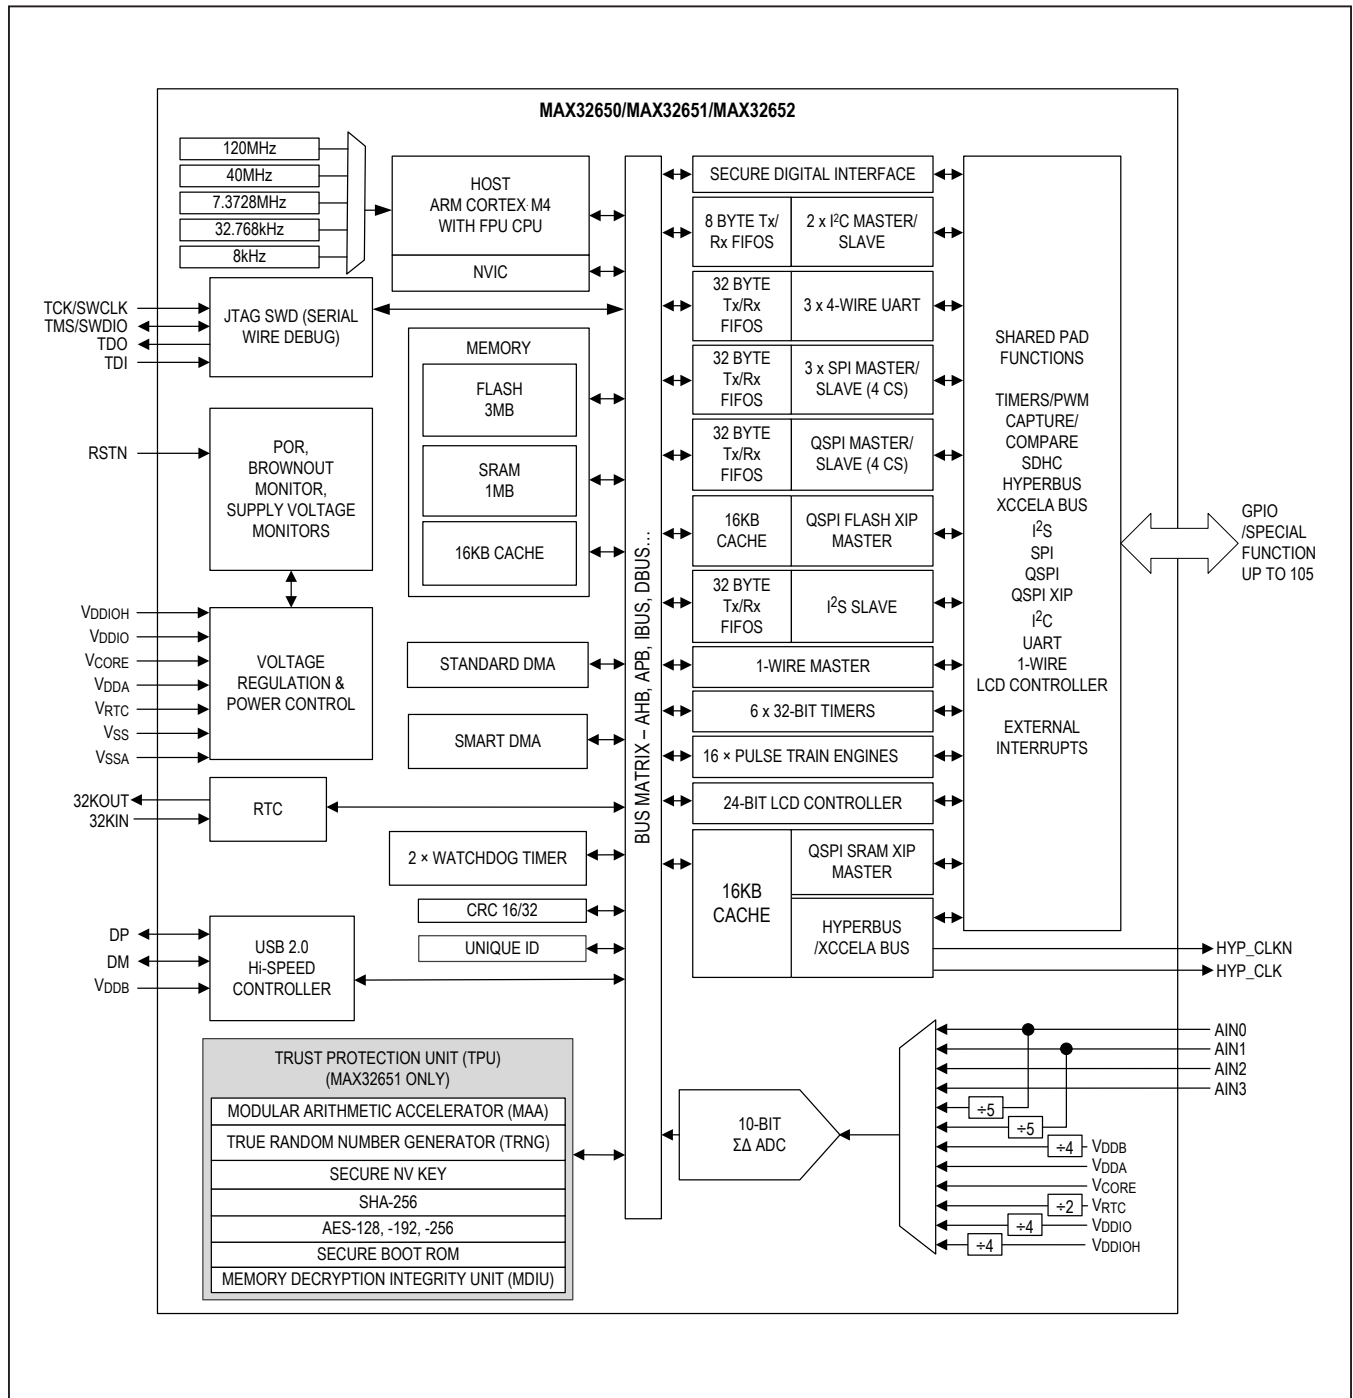 MAX32650/MAX32651/MAX32652
120MHz
40MHz
7.3728MHz
32.768kHz
8kHz
HOST
ARM CORTEX-M4
WITH FPU CPU
NVIC
TCK/SWCLK
TMS/SWDIO
TDO
TDI
JTAG SWD (SERIAL
WIRE DEBUG)
MEMORY
FLASH
3MB
SRAM
1MB
16KB CACHE
RSTN
POR,
BROWNOUT
MONITOR,
SUPPLY VOLTAGE
MONITORS
VDDIOH
VDDIO
VCORE
VDDA
VRTC
VSS
VSSA
VOLTAGE
REGULATION &
POWER CONTROL
STANDARD DMA
SMART DMA
32KOUT
32KIN
RTC
2 × WATCHDOG TIMER
CRC 16/32
UNIQUE ID
DP
DM
VDDB
USB 2.0
Hi-SPEED
CONTROLLER
TRUST PROTECTION UNIT (TPU)
(MAX32651 ONLY)
MODULAR ARITHMETIC ACCELERATOR (MAA)
TRUE RANDOM NUMBER GENERATOR (TRNG)
SECURE NV KEY
SHA-256
AES-128, -192, -256
SECURE BOOT ROM
MEMORY DECRYPTION INTEGRITY UNIT (MDIU)
BUS MATRIX – AHB, APB, IBUS, DBUS…
SECURE DIGITAL INTERFACE
8 BYTE Tx/
Rx FIFOS
2 x I²C MASTER/
SLAVE
32 BYTE
Tx/Rx
FIFOS
3 x 4-WIRE UART
32 BYTE
Tx/Rx
FIFOS
3 x SPI MASTER/
SLAVE (4 CS)
32 BYTE
Tx/Rx
FIFOS
QSPI MASTER/
SLAVE (4 CS)
16KB
CACHE
QSPI FLASH XIP
MASTER
32 BYTE
Tx/Rx
FIFOS
I²S SLAVE
1-WIRE MASTER
6 x 32-BIT TIMERS
16 × PULSE TRAIN ENGINES
24-BIT LCD CONTROLLER
16KB
CACHE
QSPI SRAM XIP
MASTER
HYPERBUS
/XCCELA BUS
SHARED PAD
FUNCTIONS
TIMERS/PWM
CAPTURE/
COMPARE
SDHC
HYPERBUS
XCCELA BUS
I²S
SPI
QSPI
QSPI XIP
I²C
UART
1-WIRE
LCD CONTROLLER
EXTERNAL
INTERRUPTS
GPIO
/SPECIAL
FUNCTION
UP TO 105
HYP_CLKN
HYP_CLK
10-BIT
ΣΔ ADC
AIN0
AIN1
AIN2
AIN3
÷5
÷5
÷4 VDDB
VDDA
VCORE
÷2 VRTC
÷4 VDDIO
÷4 VDDIOH